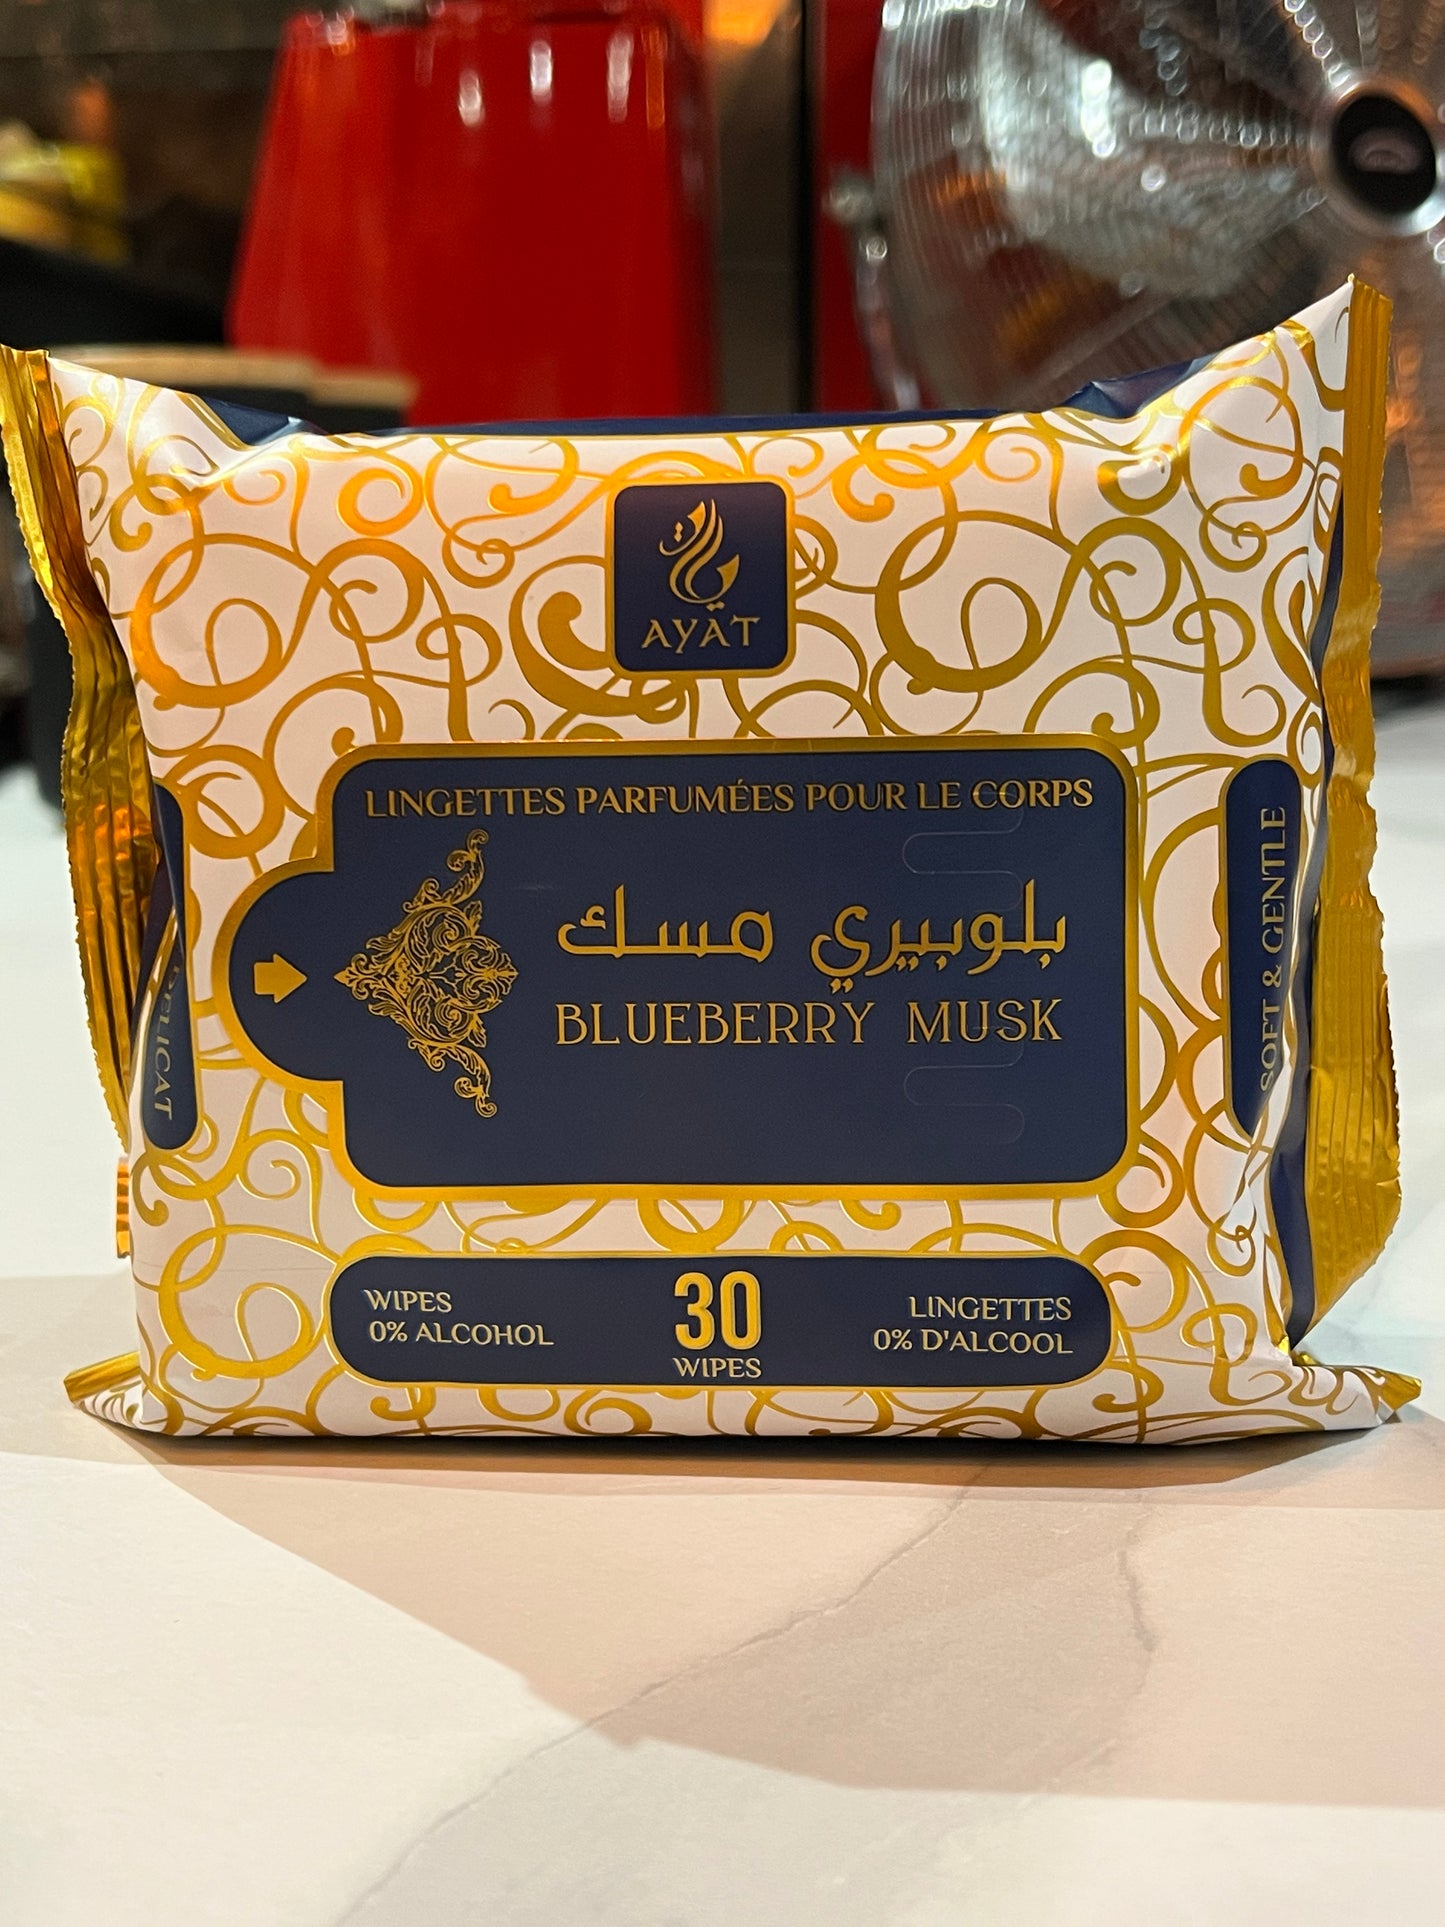 AYAT
LINGETTES PARFUMÉES POUR LE CORPS
بلوبيري مسك
BLUEBERRY MUSK
DELICAT
SOFT & GENTLE
WIPES
0% ALCOHOL
30
WIPES
LINGETTES
0% D'ALCOOL